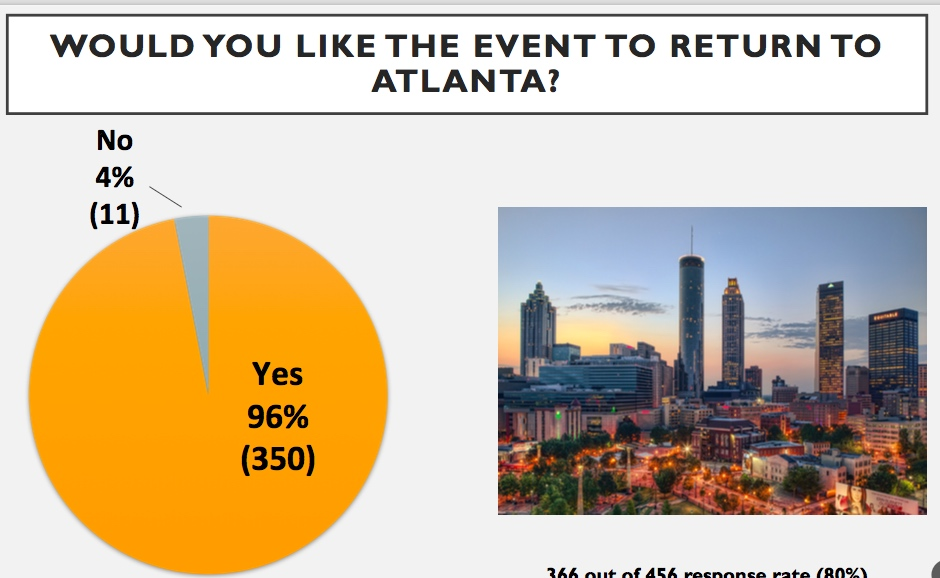 WOULD YOU LIKE THE EVENT TO RETURN TO
ATLANTA?
No
4%
(11)
Yes
96%
(350)
EQUITABLE
366 out of 456 response rate (80%)